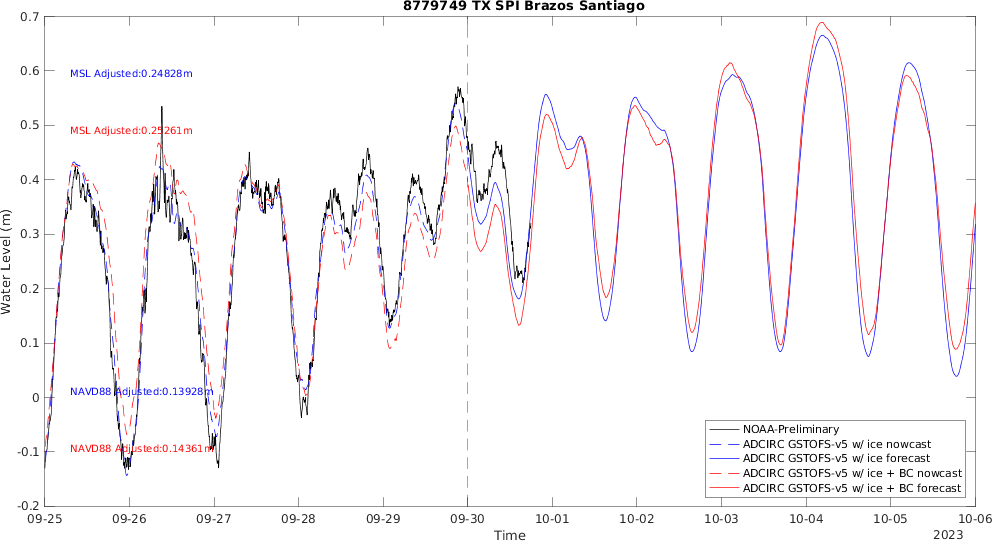 8779749 TX SPI Brazos Santiago
0.7
0.6
0.5
0.4
0.3
0.2
0.1
0
-0.1
-0.2
Water Level (m)
MSL Adjusted:0.24828m
MSL Adjusted:0.25261m
NAVD88 Adjusted:0.13928m
NAVD88 Adjusted:0.14361m
NOAA-Preliminary
ADCIRC GSTOFS-v5 w/ ice nowcast
ADCIRC GSTOFS-v5 w/ ice forecast
ADCIRC GSTOFS-v5 w/ ice + BC nowcast
ADCIRC GSTOFS-v5 w/ ice + BC forecast
09-25 09-26 09-27 09-28 09-29 09-30 10-01 10-02 10-03 10-04 10-05 10-06
Time
2023